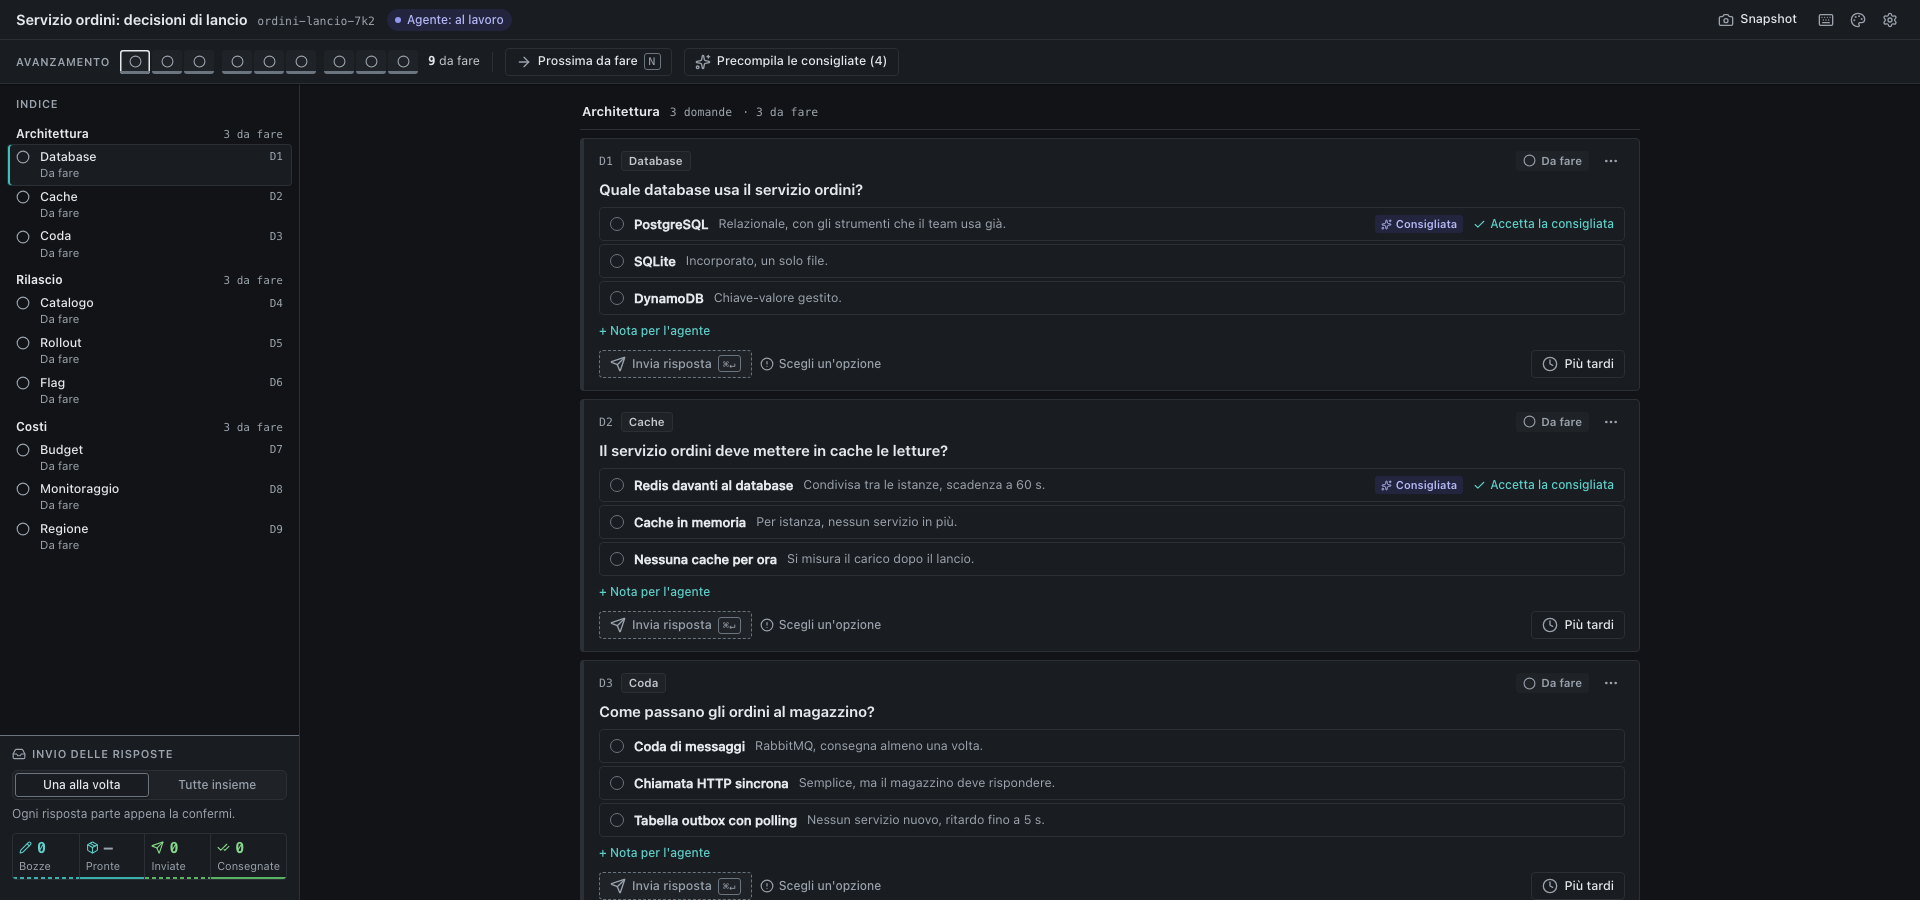 Servizio ordini: decisioni di lancio ordini-lancio-7k2 Agente: al lavoro Snapshot
AVANZAMENTO 9 da fare Prossima da fare N Precompila le consigliate (4)
INDICE
Architettura 3 da fare
Database D1
Da fare
Cache D2
Da fare
Coda D3
Da fare
Rilascio 3 da fare
Catalogo D4
Da fare
Rollout D5
Da fare
Flag D6
Da fare
Costi 3 da fare
Budget D7
Da fare
Monitoraggio D8
Da fare
Regione D9
Da fare
INVIO DELLE RISPOSTE
Una alla volta Tutte insieme
Ogni risposta parte appena la confermi.
0 – 0 0
Bozze Pronte Inviate Consegnate
Architettura 3 domande · 3 da fare
D1 Database Da fare
Quale database usa il servizio ordini?
PostgreSQL Relazionale, con gli strumenti che il team usa già. Consigliata Accetta la consigliata
SQLite Incorporato, un solo file.
DynamoDB Chiave-valore gestito.
+ Nota per l'agente
Invia risposta ⌘↵ Scegli un'opzione Più tardi
D2 Cache Da fare
Il servizio ordini deve mettere in cache le letture?
Redis davanti al database Condivisa tra le istanze, scadenza a 60 s. Consigliata Accetta la consigliata
Cache in memoria Per istanza, nessun servizio in più.
Nessuna cache per ora Si misura il carico dopo il lancio.
+ Nota per l'agente
Invia risposta ⌘↵ Scegli un'opzione Più tardi
D3 Coda Da fare
Come passano gli ordini al magazzino?
Coda di messaggi RabbitMQ, consegna almeno una volta.
Chiamata HTTP sincrona Semplice, ma il magazzino deve rispondere.
Tabella outbox con polling Nessun servizio nuovo, ritardo fino a 5 s.
+ Nota per l'agente
Invia risposta ⌘↵ Scegli un'opzione Più tardi